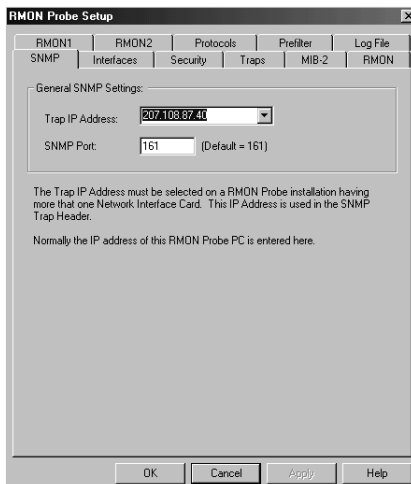 RMON Probe Setup
RMON1 RMON2 Protocols Prefilter Log File
SNMP Interfaces Security Traps MIB-2 RMON
General SNMP Settings:
Trap IP Address: 207.108.87.40
SNMP Port: 161 (Default = 161)
The Trap IP Address must be selected on a RMON Probe installation having
more that one Network Interface Card. This IP Address is used in the SNMP
Trap Header.
Normally the IP address of this RMON Probe PC is entered here.
OK Cancel Apply Help